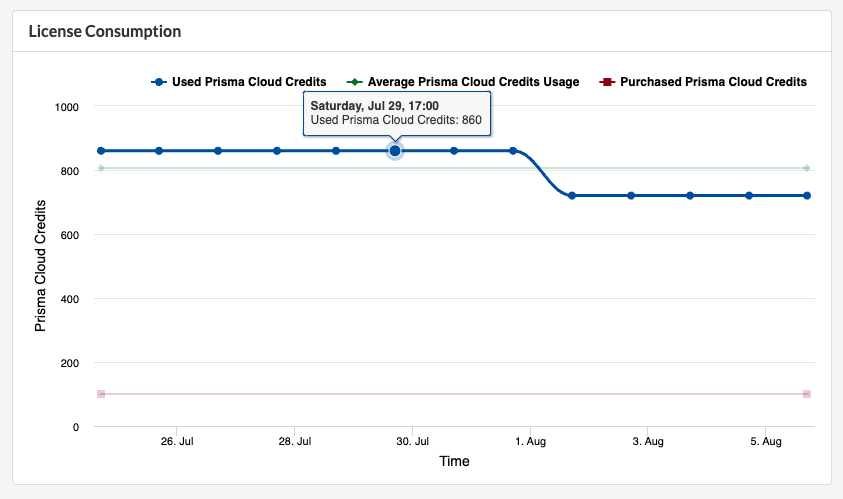 License Consumption
Used Prisma Cloud Credits
Average Prisma Cloud Credits Usage
Purchased Prisma Cloud Credits
Saturday, Jul 29, 17:00
Used Prisma Cloud Credits: 860
1000
800
600
400
200
0
Prisma Cloud Credits
26. Jul
28. Jul
30. Jul
1. Aug
3. Aug
5. Aug
Time